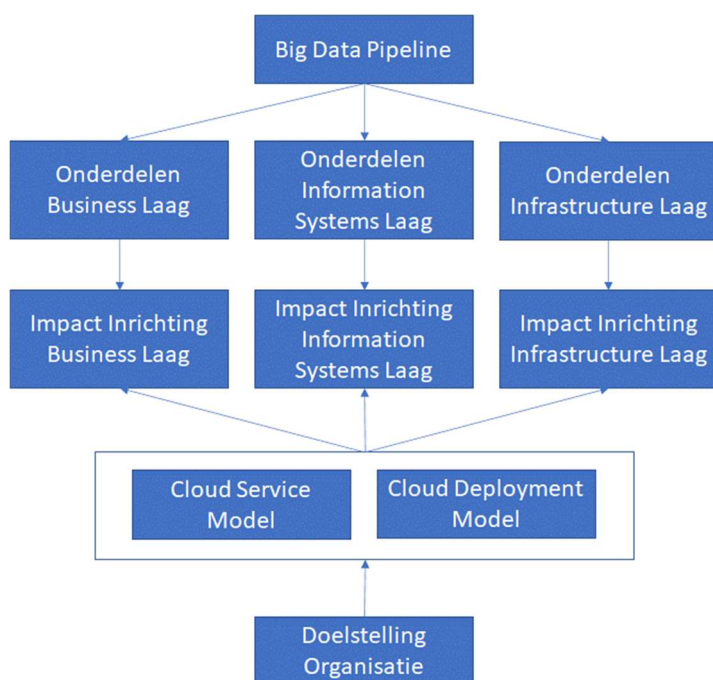 Big Data Pipeline
Onderdelen
Business Laag
Onderdelen
Information
Systems Laag
Onderdelen
Infrastructure Laag
Impact Inrichting
Business Laag
Impact Inrichting
Information
Systems Laag
Impact Inrichting
Infrastructure Laag
Cloud Service
Model
Cloud Deployment
Model
Doelstelling
Organisatie